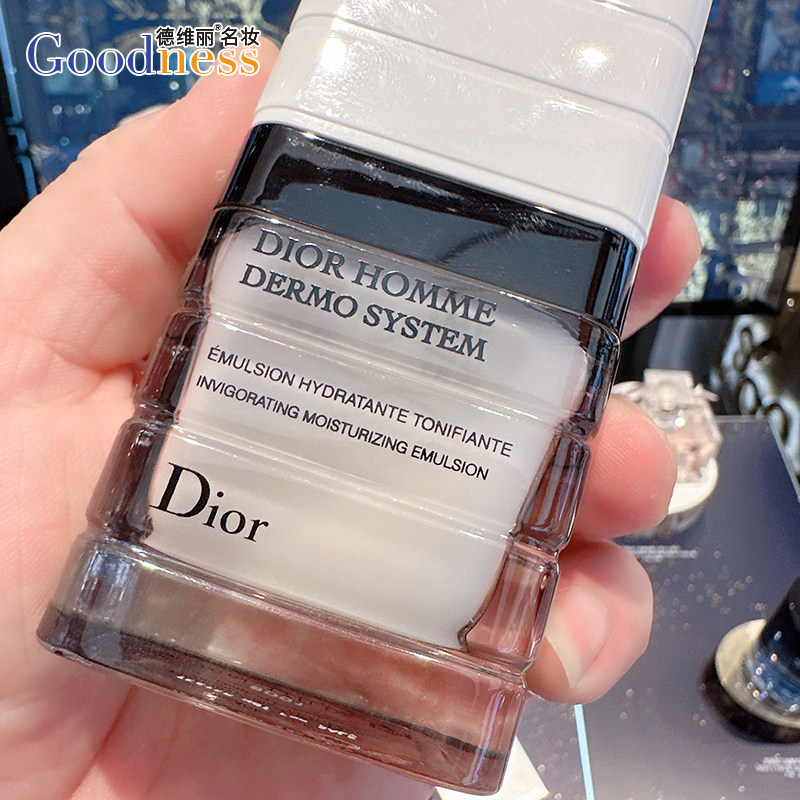 德维丽®名妆
Goodness
DIOR HOMME
DERMO SYSTEM
ÉMULSION HYDRATANTE TONIFIANTE
INVIGORATING MOISTURIZING EMULSION
Dior